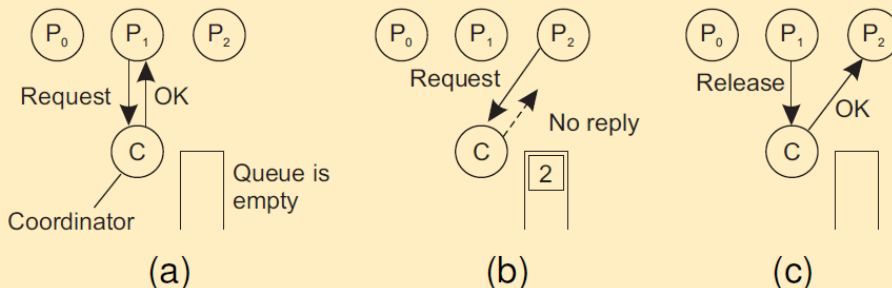 P0 P1 P2
Request OK
C
Queue is
empty
Coordinator
(a)
P0 P1 P2
Request
No reply
C
2
(b)
P0 P1 P2
Release
OK
C
(c)